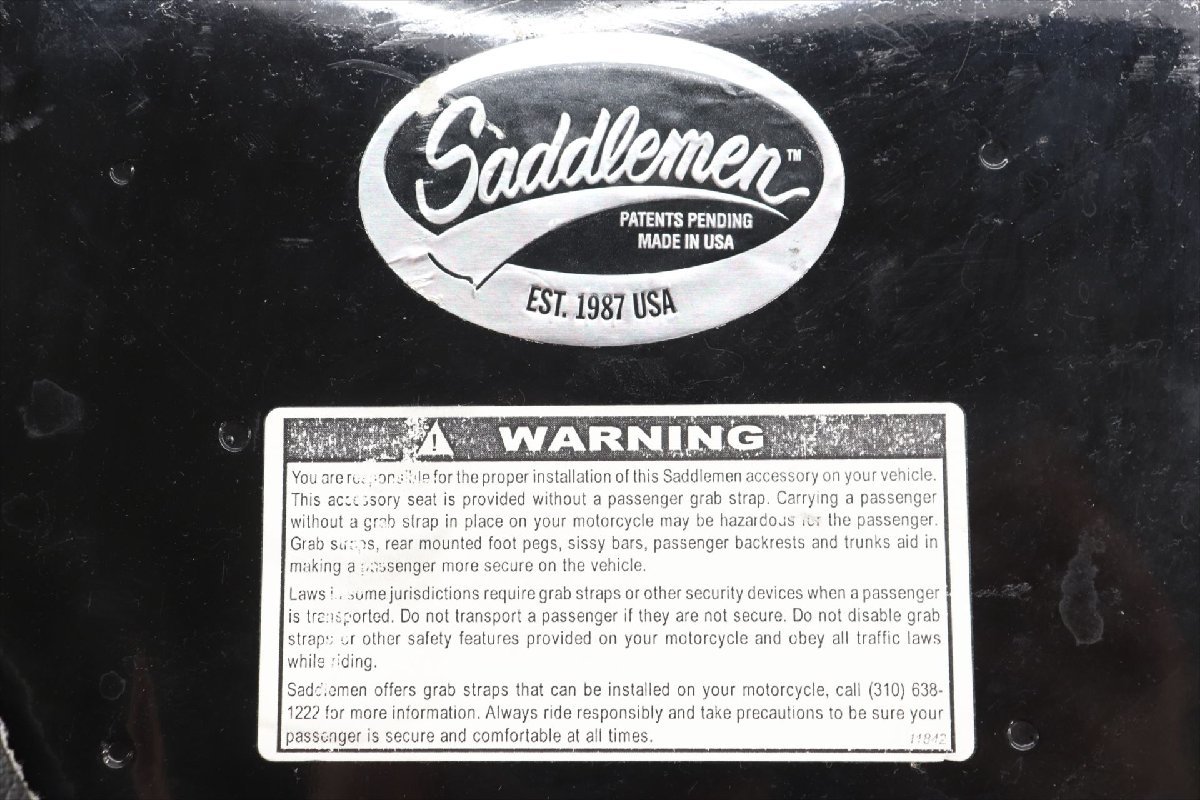 Saddlemen™
PATENTS PENDING
MADE IN USA
EST. 1987 USA
WARNING
You are responsible for the proper installation of this Saddlemen accessory on your vehicle.
This accessory seat is provided without a passenger grab strap. Carrying a passenger
without a grab strap in place on your motorcycle may be hazardous for the passenger.
Grab straps, rear mounted foot pegs, sissy bars, passenger backrests and trunks aid in
making a passenger more secure on the vehicle.
Laws in some jurisdictions require grab straps or other security devices when a passenger
is transported. Do not transport a passenger if they are not secure. Do not disable grab
straps or other safety features provided on your motorcycle and obey all traffic laws
while riding.
Saddlemen offers grab straps that can be installed on your motorcycle, call (310) 638-
1222 for more information. Always ride responsibly and take precautions to be sure your
passenger is secure and comfortable at all times.
11842